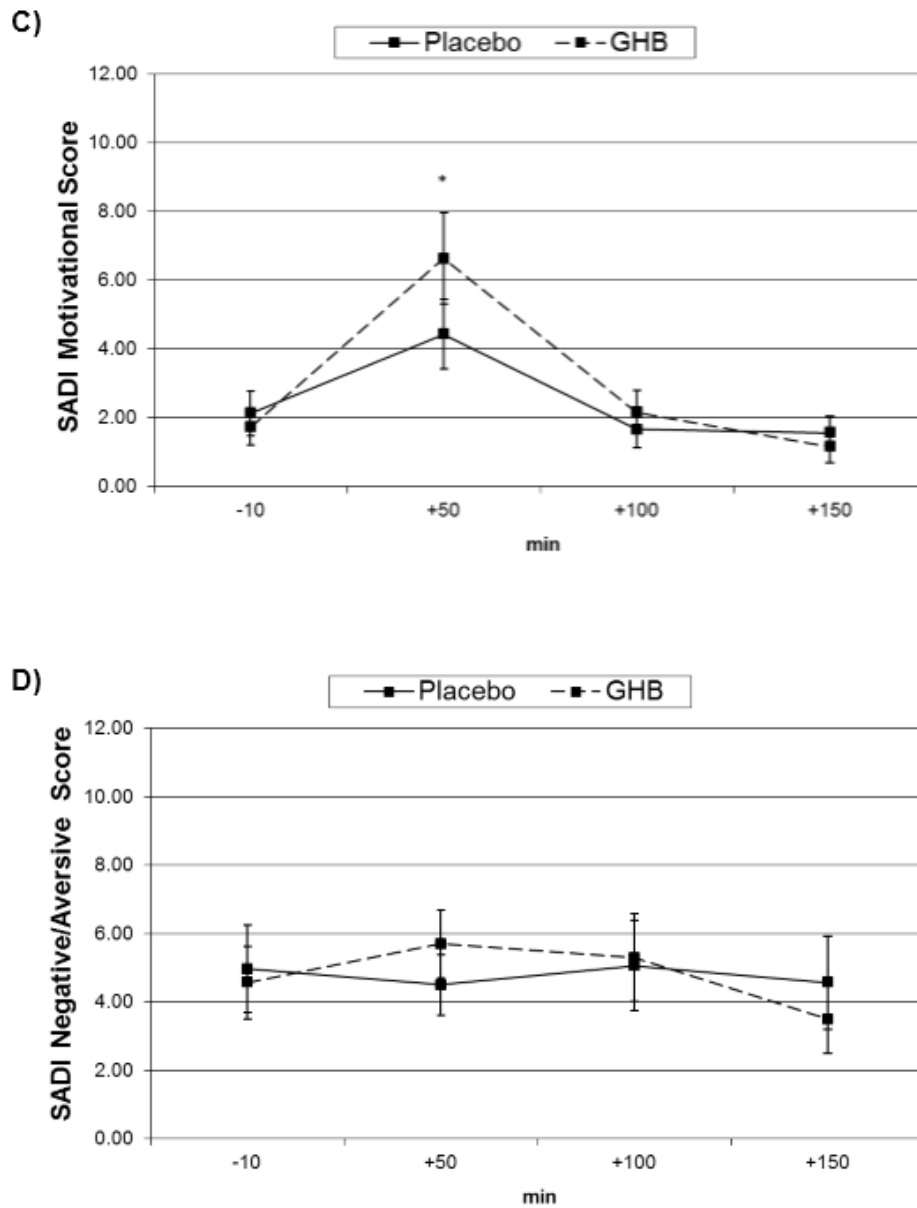 C)
Placebo GHB
SADI Motivational Score
12.00
10.00
*
8.00
6.00
4.00
2.00
0.00
-10 +50 +100 +150
min
D)
Placebo GHB
SADI Negative/Aversive Score
12.00
10.00
8.00
6.00
4.00
2.00
0.00
-10 +50 +100 +150
min